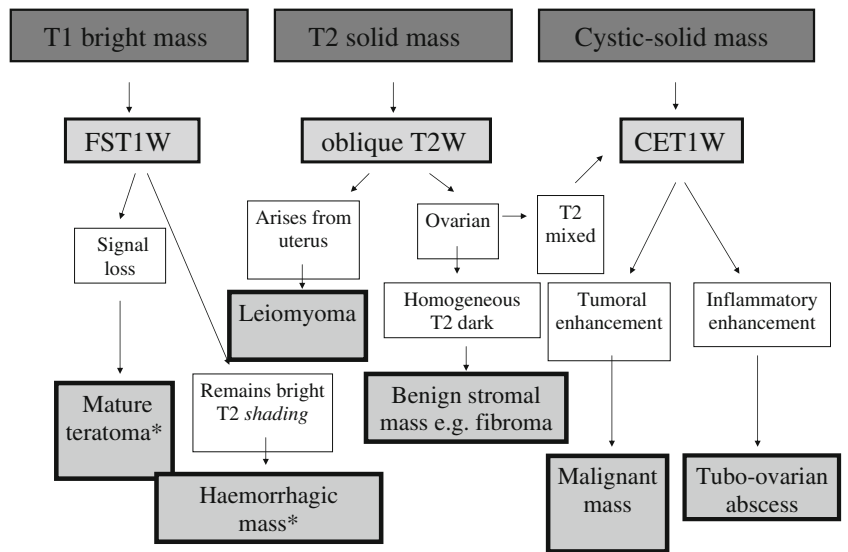 T1 bright mass
T2 solid mass
Cystic-solid mass
FST1W
oblique T2W
CET1W
Signal
loss
Arises from
uterus
Ovarian
T2
mixed
Leiomyoma
Homogeneous
T2 dark
Tumoral
enhancement
Inflammatory
enhancement
Mature
teratoma*
Remains bright
T2 shading
Benign stromal
mass e.g. fibroma
Haemorrhagic
mass*
Malignant
mass
Tubo-ovarian
abscess